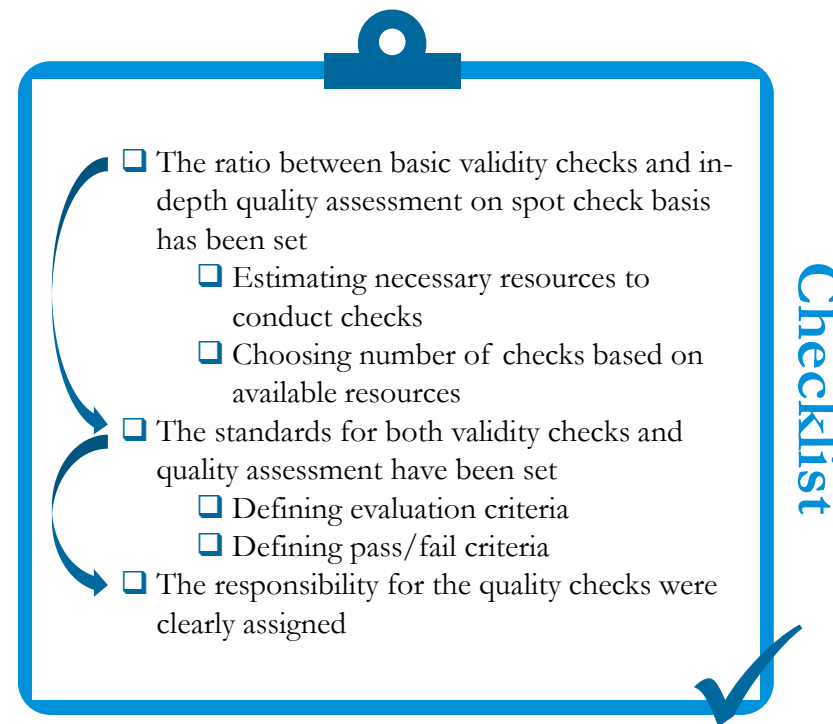 ❑ The ratio between basic validity checks and in-
depth quality assessment on spot check basis
has been set
❑ Estimating necessary resources to
conduct checks
❑ Choosing number of checks based on
available resources
❑ The standards for both validity checks and
quality assessment have been set
❑ Defining evaluation criteria
❑ Defining pass/fail criteria
❑ The responsibility for the quality checks were
clearly assigned
Checklist